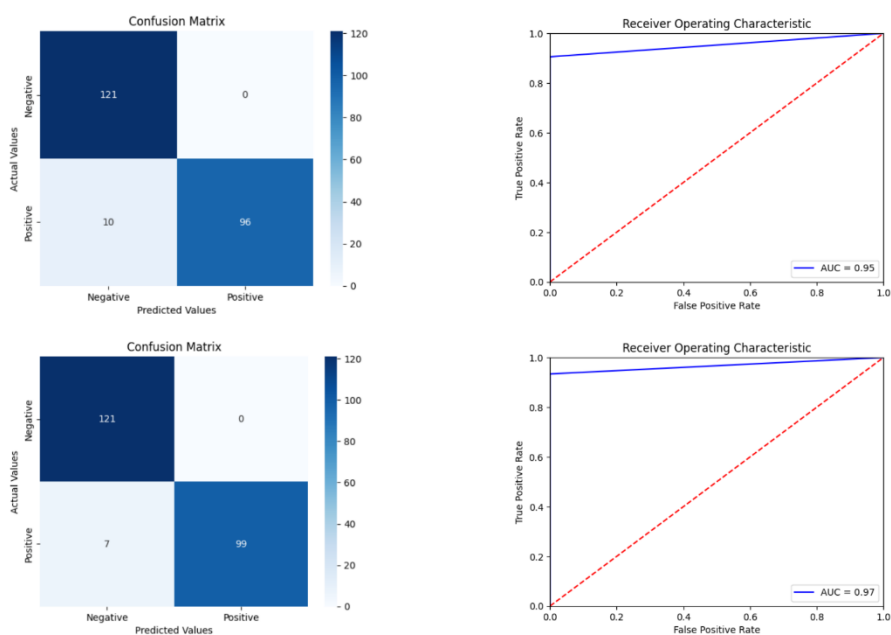 Confusion Matrix
Negative
Positive
Actual Values
121
0
10
96
Negative
Positive
Predicted Values
120
100
80
60
40
20
0
Receiver Operating Characteristic
True Positive Rate
1.0
0.8
0.6
0.4
0.2
0.0
0.0
0.2
0.4
0.6
0.8
1.0
False Positive Rate
AUC = 0.95
Confusion Matrix
Negative
Positive
Actual Values
121
0
7
99
Negative
Positive
Predicted Values
120
100
80
60
40
20
0
Receiver Operating Characteristic
True Positive Rate
1.0
0.8
0.6
0.4
0.2
0.0
0.0
0.2
0.4
0.6
0.8
1.0
False Positive Rate
AUC = 0.97